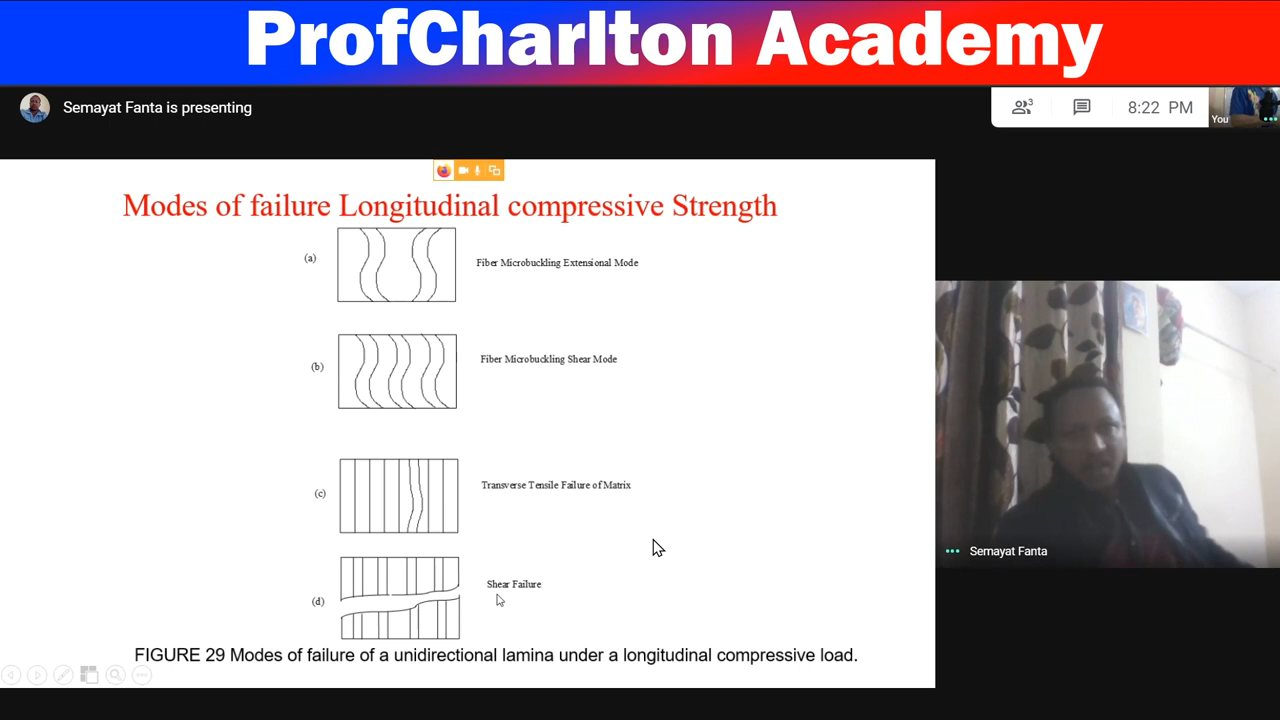 ProfCharlton Academy
Semayat Fanta is presenting
3
8:22 PM
You
Modes of failure Longitudinal compressive Strength
(a)
Fiber Microbuckling Extensional Mode
(b)
Fiber Microbuckling Shear Mode
(c)
Transverse Tensile Failure of Matrix
(d)
Shear Failure
Semayat Fanta
FIGURE 29 Modes of failure of a unidirectional lamina under a longitudinal compressive load.